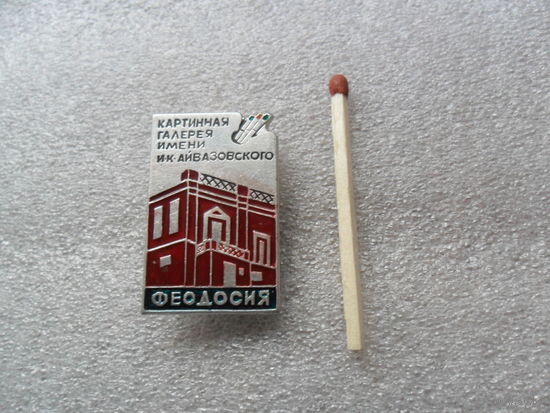 КАРТИННАЯ
ГАЛЕРЕЯ
ИМЕНИ
И·К·АЙВАЗОВСКОГО
ФЕОДОСИЯ